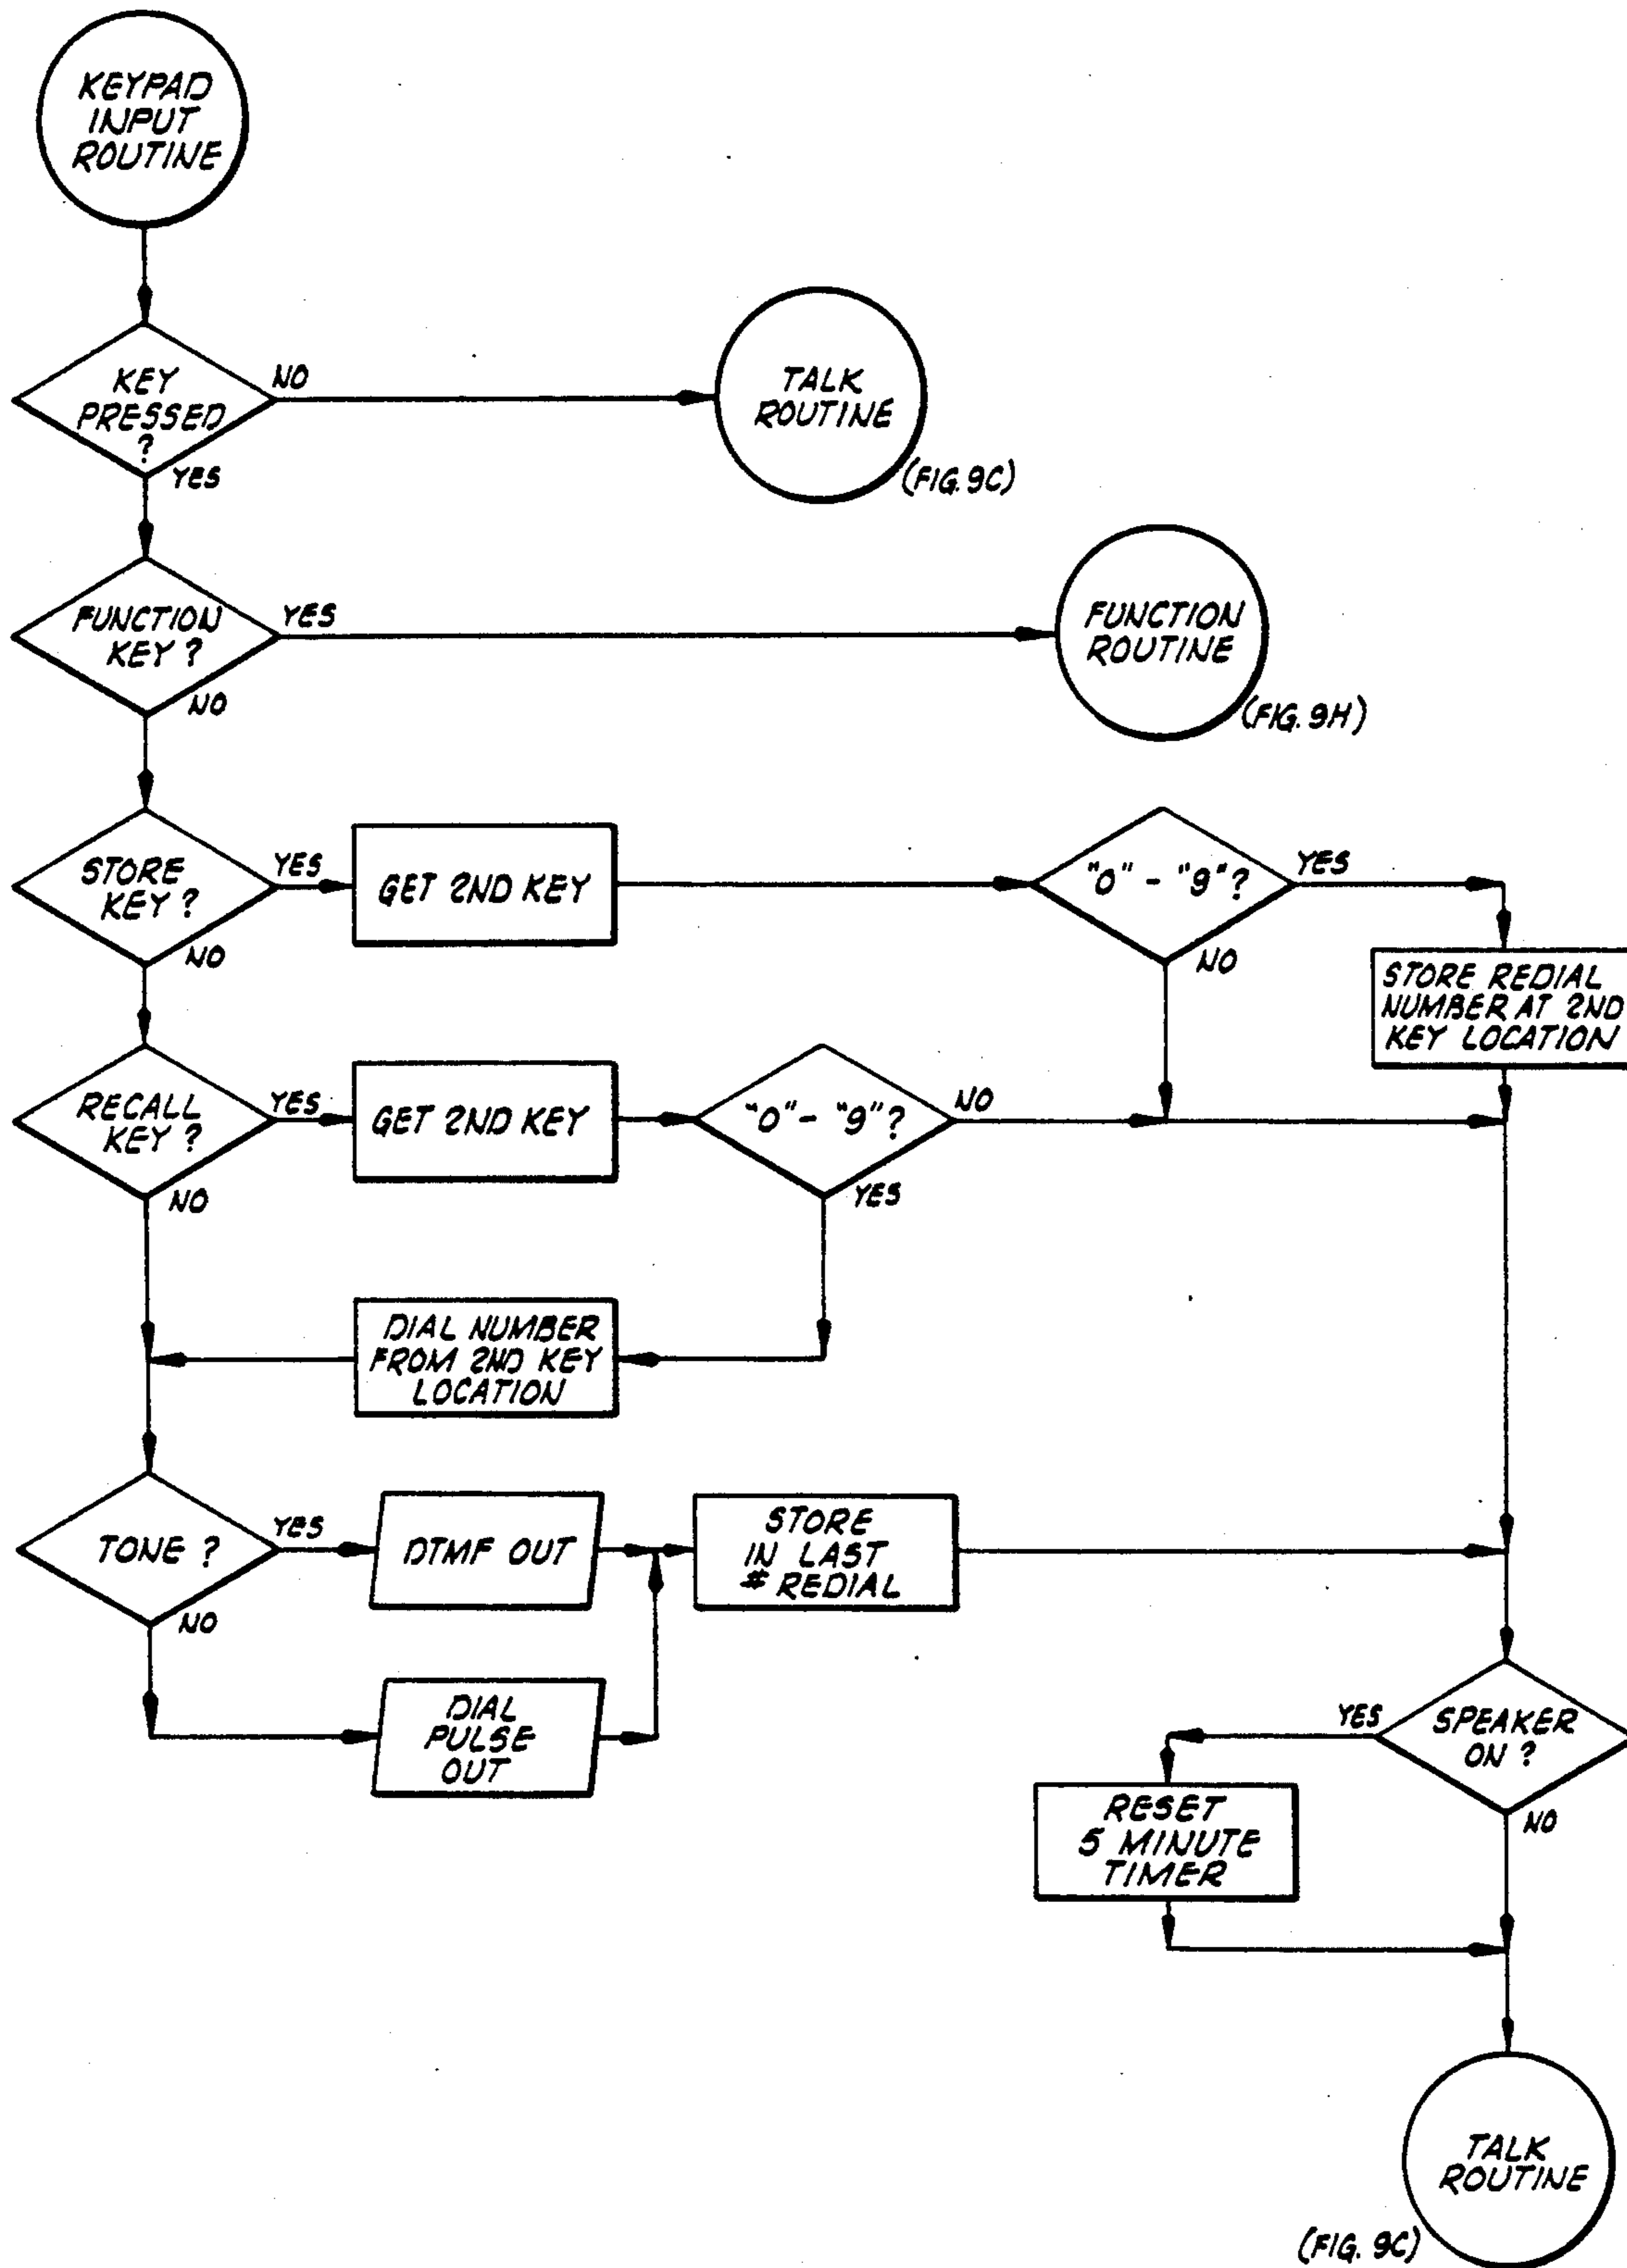 KEYPAD
INPUT
ROUTINE
KEY
PRESSED
?
NO
YES
TALK
ROUTINE
(FIG. 9C)
FUNCTION
KEY ?
YES
NO
FUNCTION
ROUTINE
(FIG. 9H)
STORE
KEY ?
YES
NO
GET 2ND KEY
"0" - "9" ?
YES
NO
STORE REDIAL
NUMBER AT 2ND
KEY LOCATION
RECALL
KEY ?
YES
NO
GET 2ND KEY
"0" - "9" ?
NO
YES
DIAL NUMBER
FROM 2ND KEY
LOCATION
TONE ?
YES
NO
DTMF OUT
STORE
IN LAST
# REDIAL
DIAL
PULSE
OUT
SPEAKER
ON ?
YES
NO
RESET
5 MINUTE
TIMER
TALK
ROUTINE
(FIG. 9C)